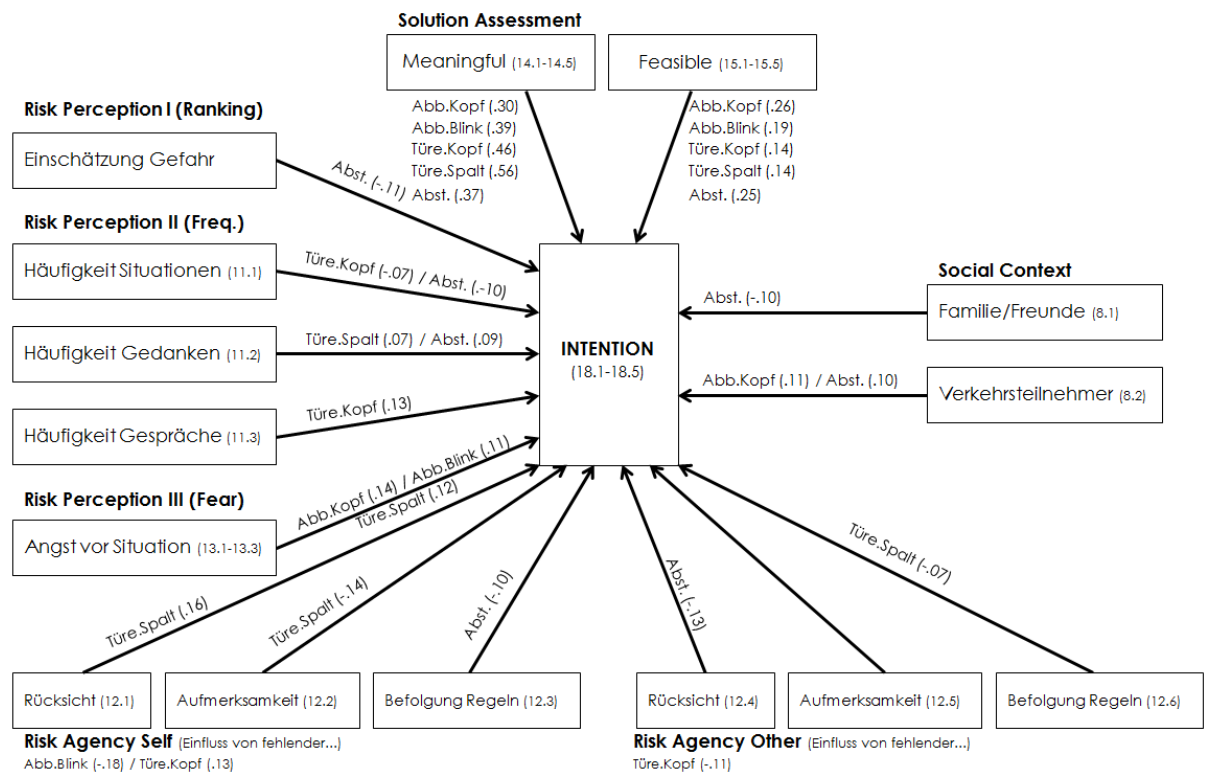 Solution Assessment
Meaningful (14.1-14.5)
Feasible (15.1-15.5)
Abb.Kopf (.30)
Abb.Blink (.39)
Türe.Kopf (.46)
Türe.Spalt (.56)
Abst. (.37)
Abb.Kopf (.26)
Abb.Blink (.19)
Türe.Kopf (.14)
Türe.Spalt (.14)
Abst. (.25)
Risk Perception I (Ranking)
Einschätzung Gefahr
Abst. (-.11)
Risk Perception II (Freq.)
Häufigkeit Situationen (11.1)
Türe.Kopf (-.07) / Abst. (.-10)
Häufigkeit Gedanken (11.2)
Türe.Spalt (.07) / Abst. (.09)
Häufigkeit Gespräche (11.3)
Türe.Kopf (.13)
INTENTION
(18.1-18.5)
Social Context
Abst. (-.10)
Familie/Freunde (8.1)
Abb.Kopf (.11) / Abst. (.10)
Verkehrsteilnehmer (8.2)
Risk Perception III (Fear)
Angst vor Situation (13.1-13.3)
Abb.Kopf (.14) / Abb.Blink (.11)
Türe.Spalt (.12)
Türe.Spalt (.16)
Türe.Spalt (-.14)
Abst. (-.10)
Abst. (-.13)
Türe.Spalt (-.07)
Rücksicht (12.1)
Aufmerksamkeit (12.2)
Befolgung Regeln (12.3)
Rücksicht (12.4)
Aufmerksamkeit (12.5)
Befolgung Regeln (12.6)
Risk Agency Self (Einfluss von fehlender...)
Abb.Blink (-.18) / Türe.Kopf (.13)
Risk Agency Other (Einfluss von fehlender...)
Türe.Kopf (-.11)